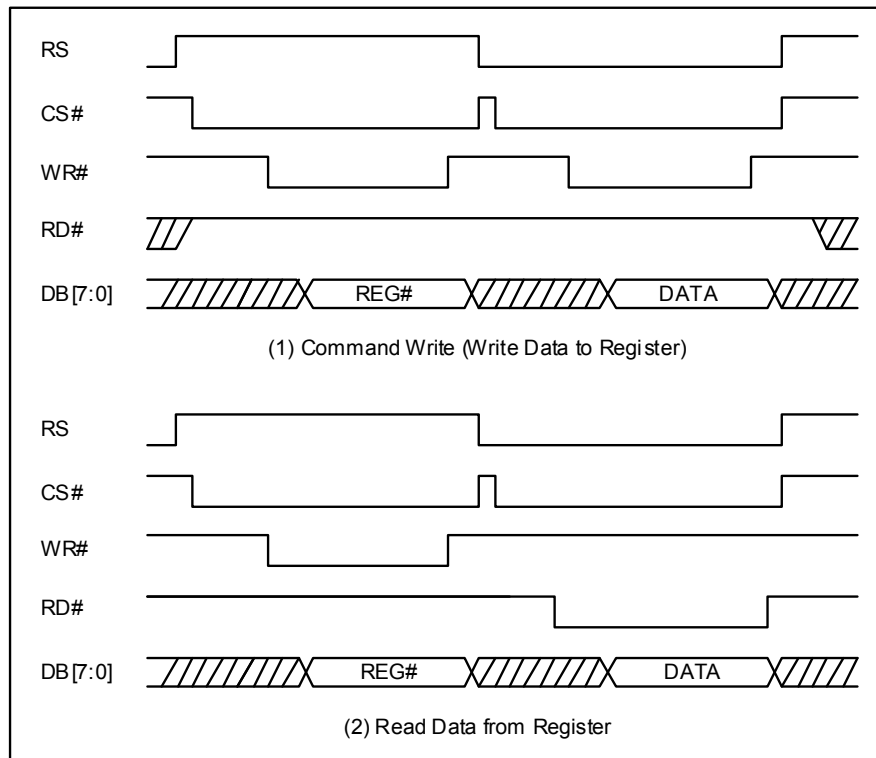 RS
CS#
WR#
RD#
DB[7:0] REG# DATA
(1) Command Write (Write Data to Register)
RS
CS#
WR#
RD#
DB[7:0] REG# DATA
(2) Read Data from Register